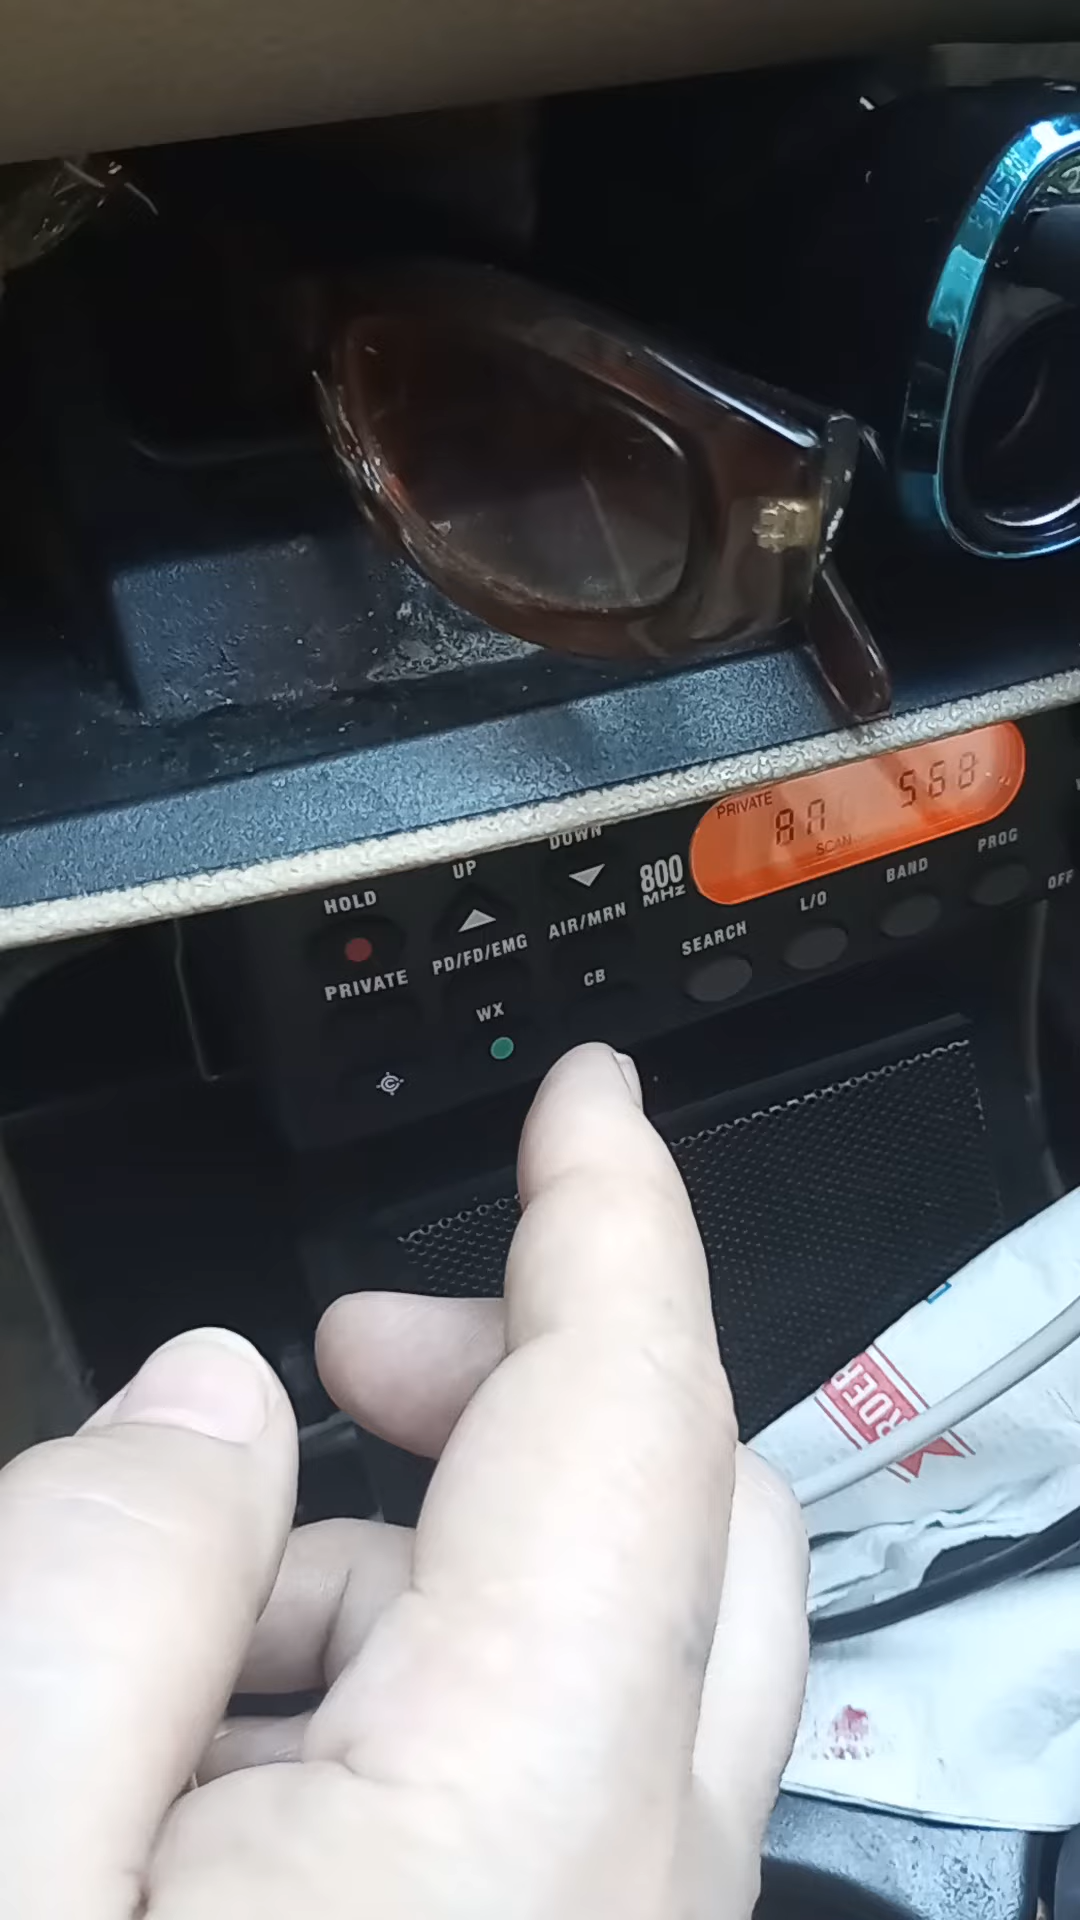 PRIVATE
SCAN
568
DOWN
UP
800
MHz
HOLD
PROG
BAND
OFF
L/O
AIR/MRN
SEARCH
PD/FD/EMG
PRIVATE
CB
WX